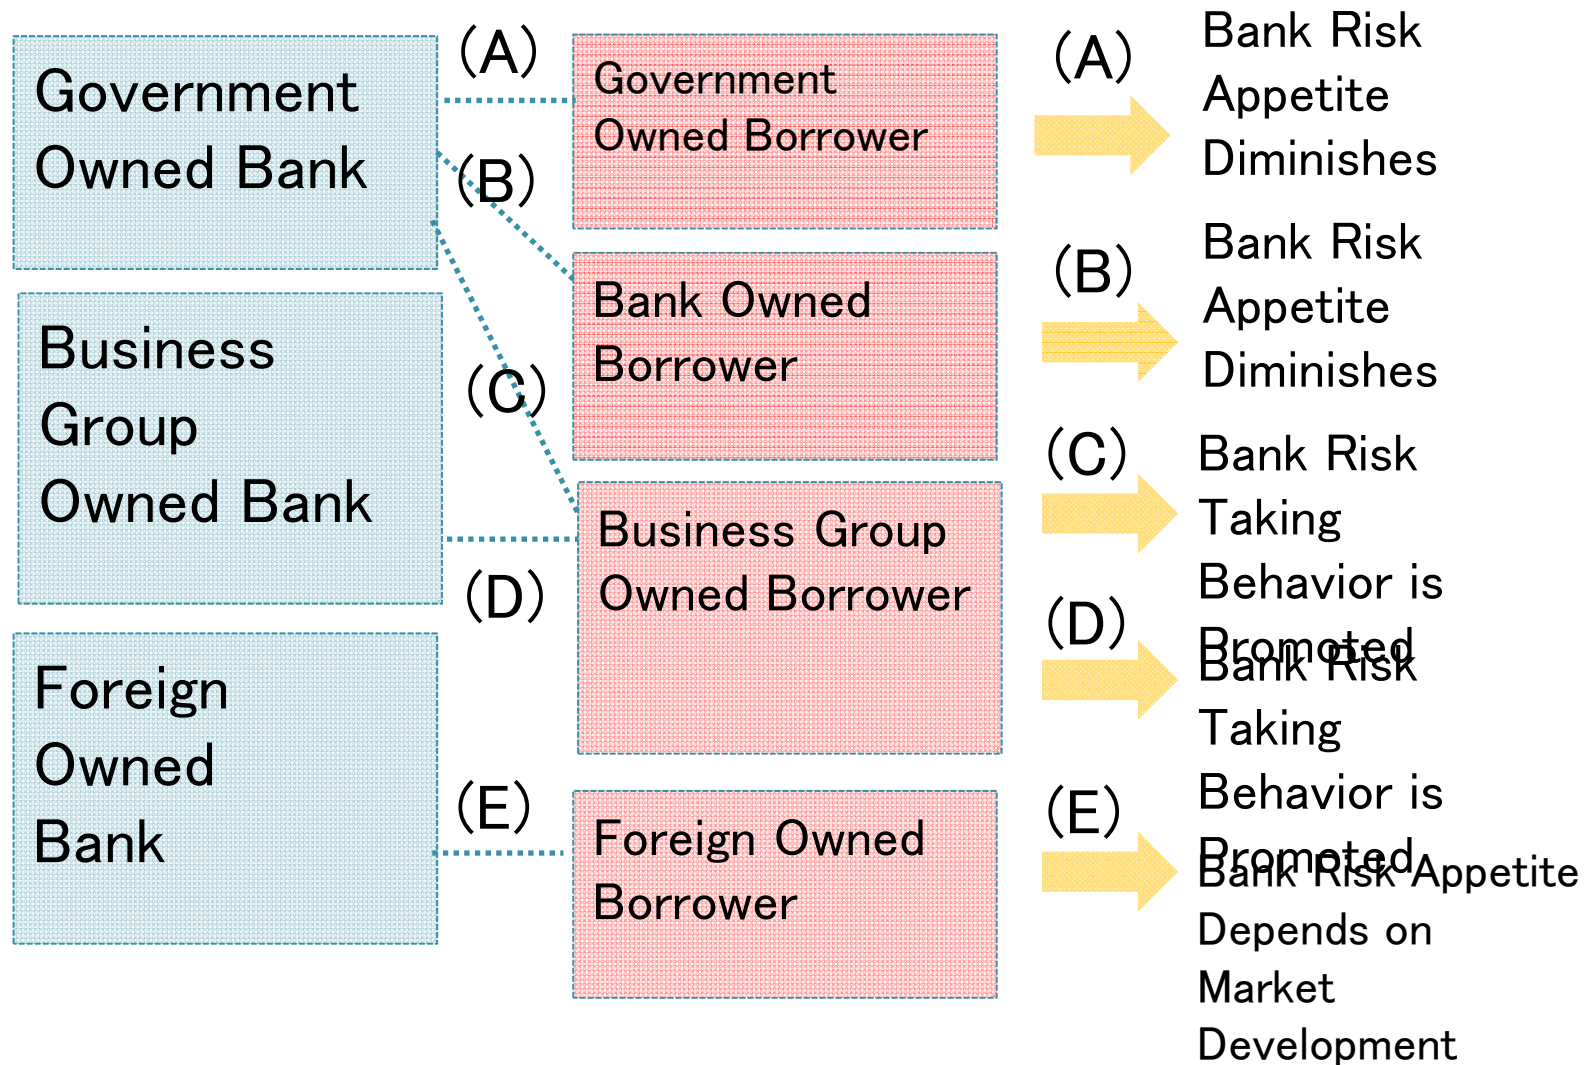 Government
Owned Bank
Business
Group
Owned Bank
Foreign
Owned
Bank
(A)
(B)
(C)
(D)
(E)
Government
Owned Borrower
Bank Owned
Borrower
Business Group
Owned Borrower
Foreign Owned
Borrower
(A)
Bank Risk
Appetite
Diminishes
(B)
Bank Risk
Appetite
Diminishes
(C)
Bank Risk
Taking
Behavior is
Promoted
(D)
Bank Risk
Taking
Behavior is
Promoted
(E)
Bank Risk Appetite
Depends on
Market
Development